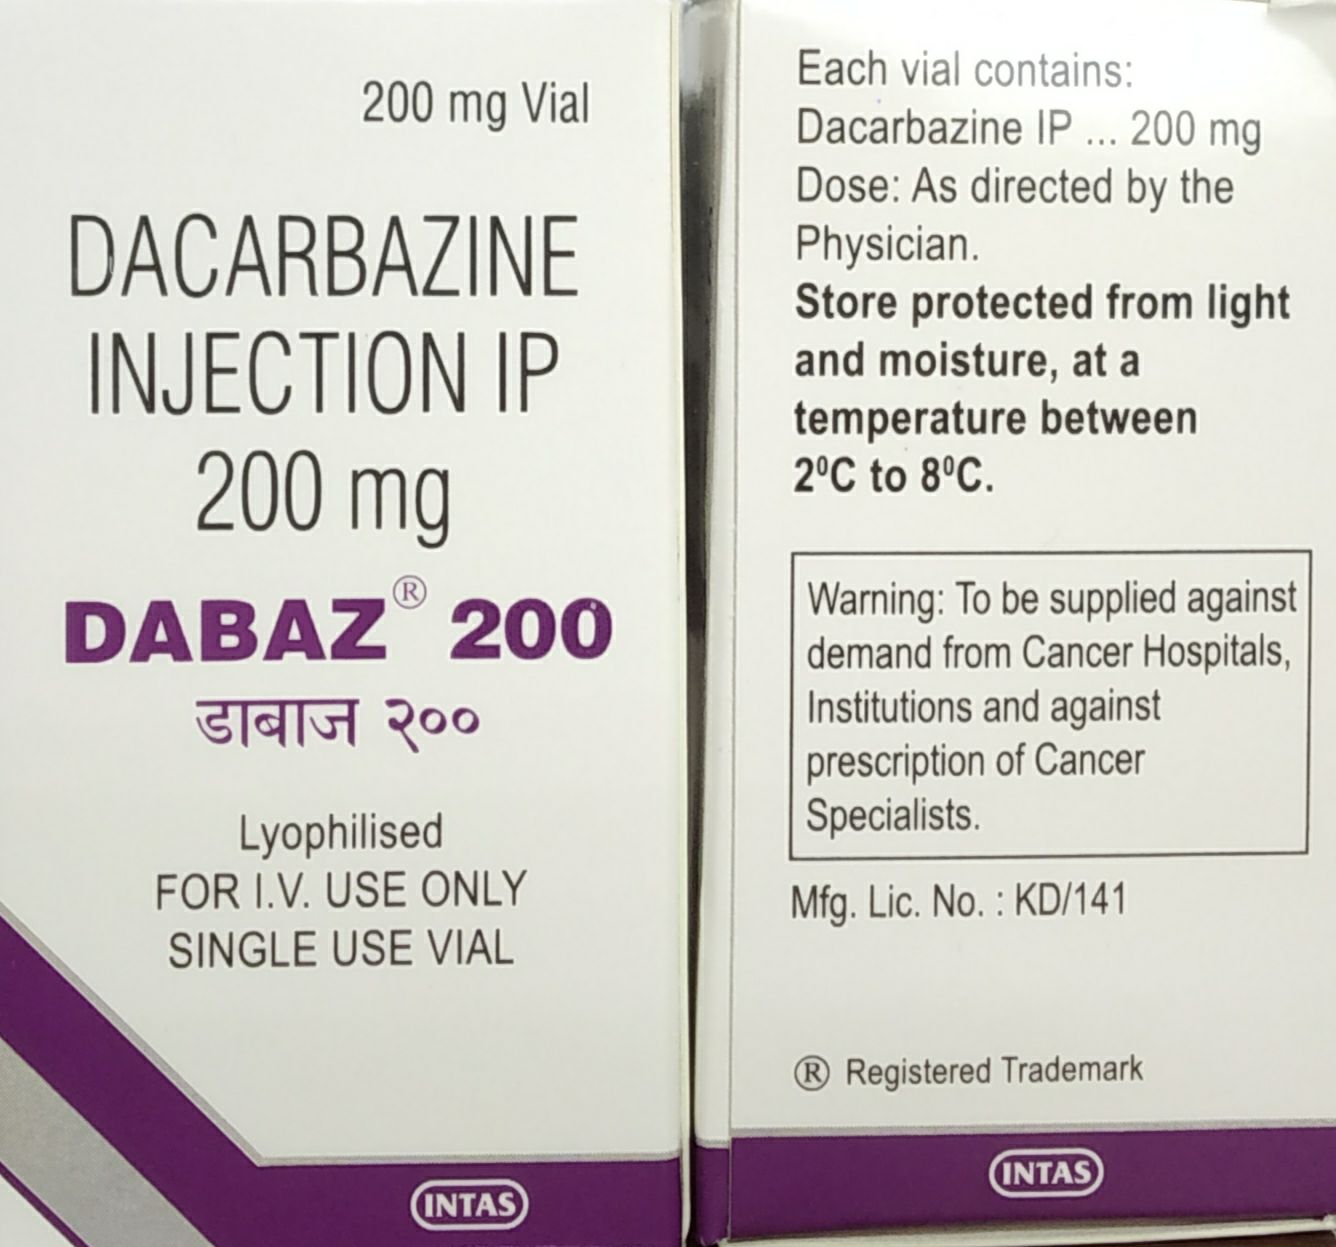 200 mg Vial
DACARBAZINE
INJECTION IP
200 mg
DABAZ® 200
डाबाज २००
Lyophilised
FOR I.V. USE ONLY
SINGLE USE VIAL
INTAS
Each vial contains:
Dacarbazine IP ... 200 mg
Dose: As directed by the
Physician.
Store protected from light
and moisture, at a
temperature between
2⁰C to 8⁰C.
Warning: To be supplied against
demand from Cancer Hospitals,
Institutions and against
prescription of Cancer
Specialists.
Mfg. Lic. No. : KD/141
® Registered Trademark
INTAS